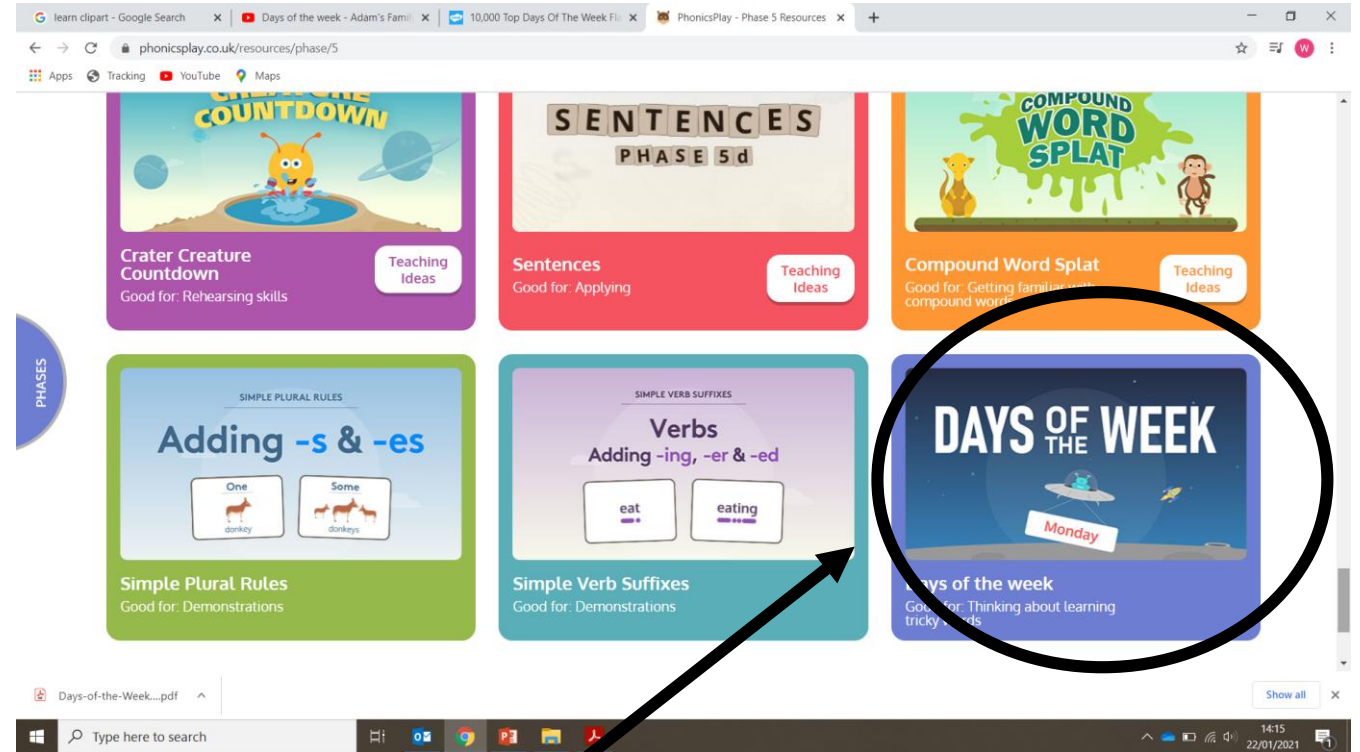 learn clipart - Google Search
Days of the week - Adam's Famil
10,000 Top Days Of The Week Fla
PhonicsPlay - Phase 5 Resources
phonicsplay.co.uk/resources/phase/5
W
Apps
Tracking
YouTube
Maps
CREATURE
COUNTDOWN
Crater Creature
Countdown
Good for: Rehearsing skills
Teaching
Ideas
SENTENCES
PHASE 5d
Sentences
Good for: Applying
Teaching
Ideas
COMPOUND
WORD
SPLAT
Compound Word Splat
Good for: Getting familiar with
compound words
Teaching
Ideas
PHASES
SIMPLE PLURAL RULES
Adding -s & -es
One
donkey
Some
donkeys
Simple Plural Rules
Good for: Demonstrations
SIMPLE VERB SUFFIXES
Verbs
Adding -ing, -er & -ed
eat
eating
Simple Verb Suffixes
Good for: Demonstrations
DAYS OF THE WEEK
Monday
Days of the week
Good for: Thinking about learning
tricky words
Days-of-the-Week....pdf
Show all
Type here to search
14:15
22/01/2021